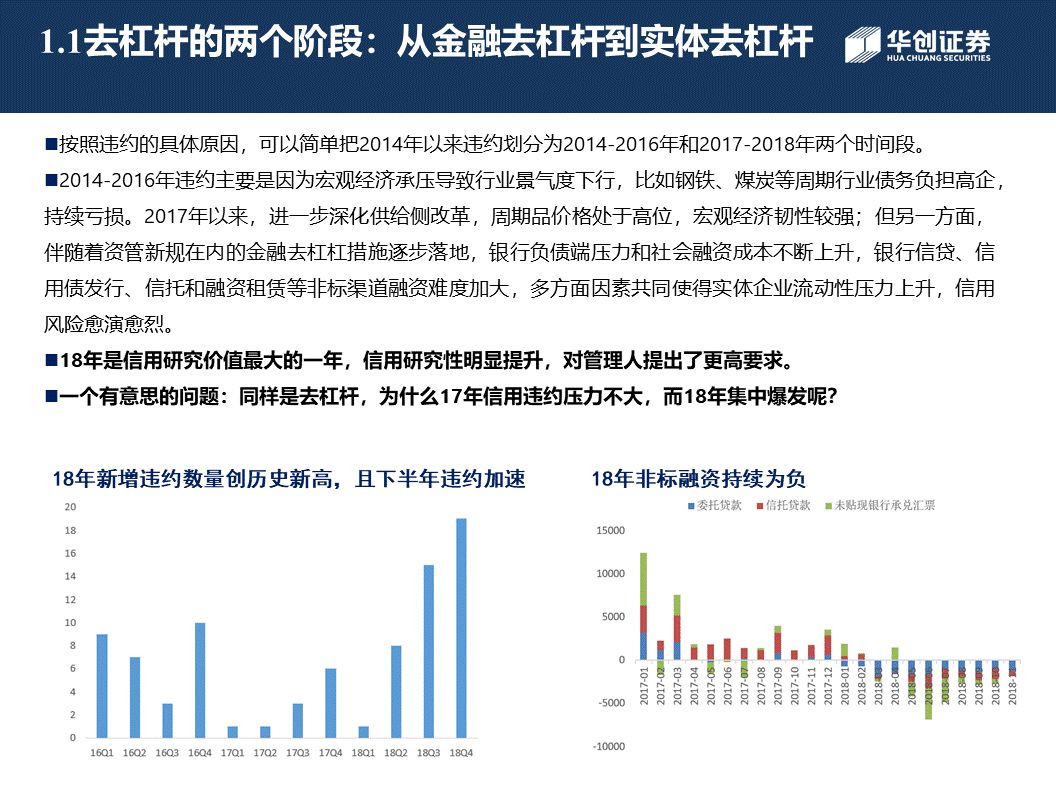 1.1去杠杆的两个阶段：从金融去杠杆到实体去杠杆
华创证券
HUA CHUANG SECURITIES
■按照违约的具体原因，可以简单把2014年以来违约划分为2014-2016年和2017-2018年两个时间段。
■2014-2016年违约主要是因为宏观经济承压导致行业景气度下行，比如钢铁、煤炭等周期行业债务负担高企，
持续亏损。2017年以来，进一步深化供给侧改革，周期品价格处于高位，宏观经济韧性较强；但另一方面，
伴随着资管新规在内的金融去杠杠措施逐步落地，银行负债端压力和社会融资成本不断上升，银行信贷、信
用债发行、信托和融资租赁等非标渠道融资难度加大，多方面因素共同使得实体企业流动性压力上升，信用
风险愈演愈烈。
■18年是信用研究价值最大的一年，信用研究性明显提升，对管理人提出了更高要求。
■一个有意思的问题：同样是去杠杆，为什么17年信用违约压力不大，而18年集中爆发呢？
18年新增违约数量创历史新高，且下半年违约加速
20
18
16
14
12
10
8
6
4
2
0
16Q1 16Q2 16Q3 16Q4 17Q1 17Q2 17Q3 17Q4 18Q1 18Q2 18Q3 18Q4
18年非标融资持续为负
■委托贷款 ■信托贷款 ■未贴现银行承兑汇票
15000
10000
5000
0
-5000
-10000
2017-01 2017-02 2017-03 2017-04 2017-05 2017-06 2017-07 2017-08 2017-09 2017-10 2017-11 2017-12 2018-01 2018-02